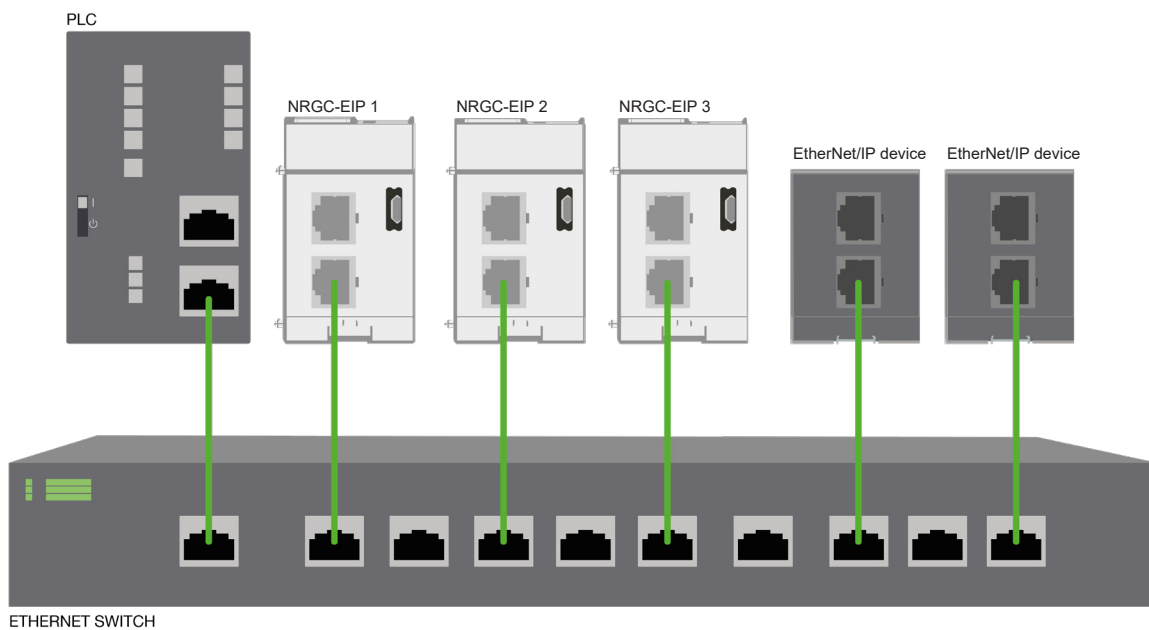 PLC
NRGC-EIP 1
NRGC-EIP 2
NRGC-EIP 3
EtherNet/IP device
EtherNet/IP device
I
ETHERNET SWITCH